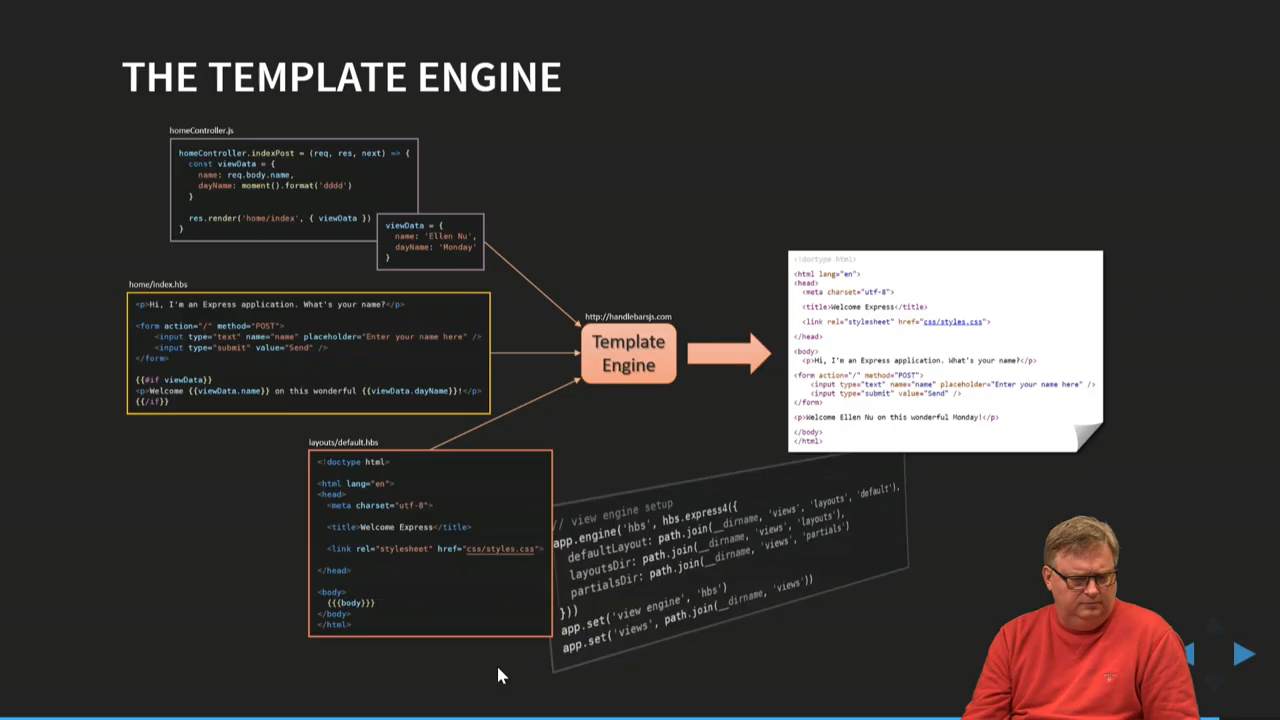 THE TEMPLATE ENGINE
homeController.js
homeController.indexPost = (req, res, next) => {
const viewData = {
name: req.body.name,
dayName: moment().format('dddd')
}
res.render('home/index', { viewData })
}
viewData = {
name: 'Ellen Nu',
dayName: 'Monday'
}
home/index.hbs
<p>Hi, I'm an Express application. What's your name?</p>
<form action="/" method="POST">
<input type="text" name="name" placeholder="Enter your name here" />
<input type="submit" value="Send" />
</form>
{{#if viewData}}
<p>Welcome {{viewData.name}} on this wonderful {{viewData.dayName}}!</p>
{{/if}}
layouts/default.hbs
<!doctype html>
<html lang="en">
<head>
<meta charset="utf-8">
<title>Welcome Express</title>
<link rel="stylesheet" href="css/styles.css">
</head>
<body>
{{{body}}}
</body>
</html>
http://handlebarsjs.com
Template
Engine
<!doctype html>
<html lang="en">
<head>
<meta charset="utf-8">
<title>Welcome Express</title>
<link rel="stylesheet" href="css/styles.css">
</head>
<body>
<p>Hi, I'm an Express application. What's your name?</p>
<form action="/" method="POST">
<input type="text" name="name" placeholder="Enter your name here" />
<input type="submit" value="Send" />
</form>
<p>Welcome Ellen Nu on this wonderful Monday!</p>
</body>
</html>
// view engine setup
app.engine('hbs', hbs.express4({
defaultLayout: path.join(__dirname, 'views', 'layouts', 'default'),
layoutsDir: path.join(__dirname, 'views', 'layouts'),
partialsDir: path.join(__dirname, 'views', 'partials')
}))
app.set('view engine', 'hbs')
app.set('views', path.join(__dirname, 'views'))